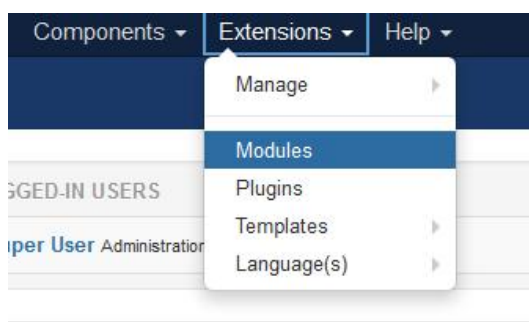 Components Extensions Help
Manage
Modules
GGED-IN USERS
Plugins
Templates
per User Administration
Language(s)